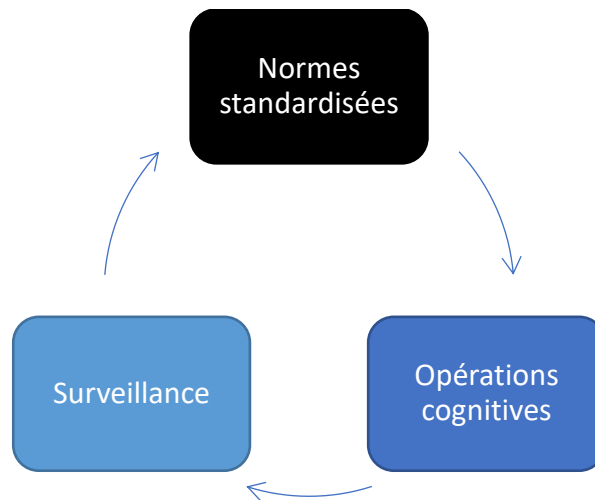 Normes
standardisées
Surveillance
Opérations
cognitives